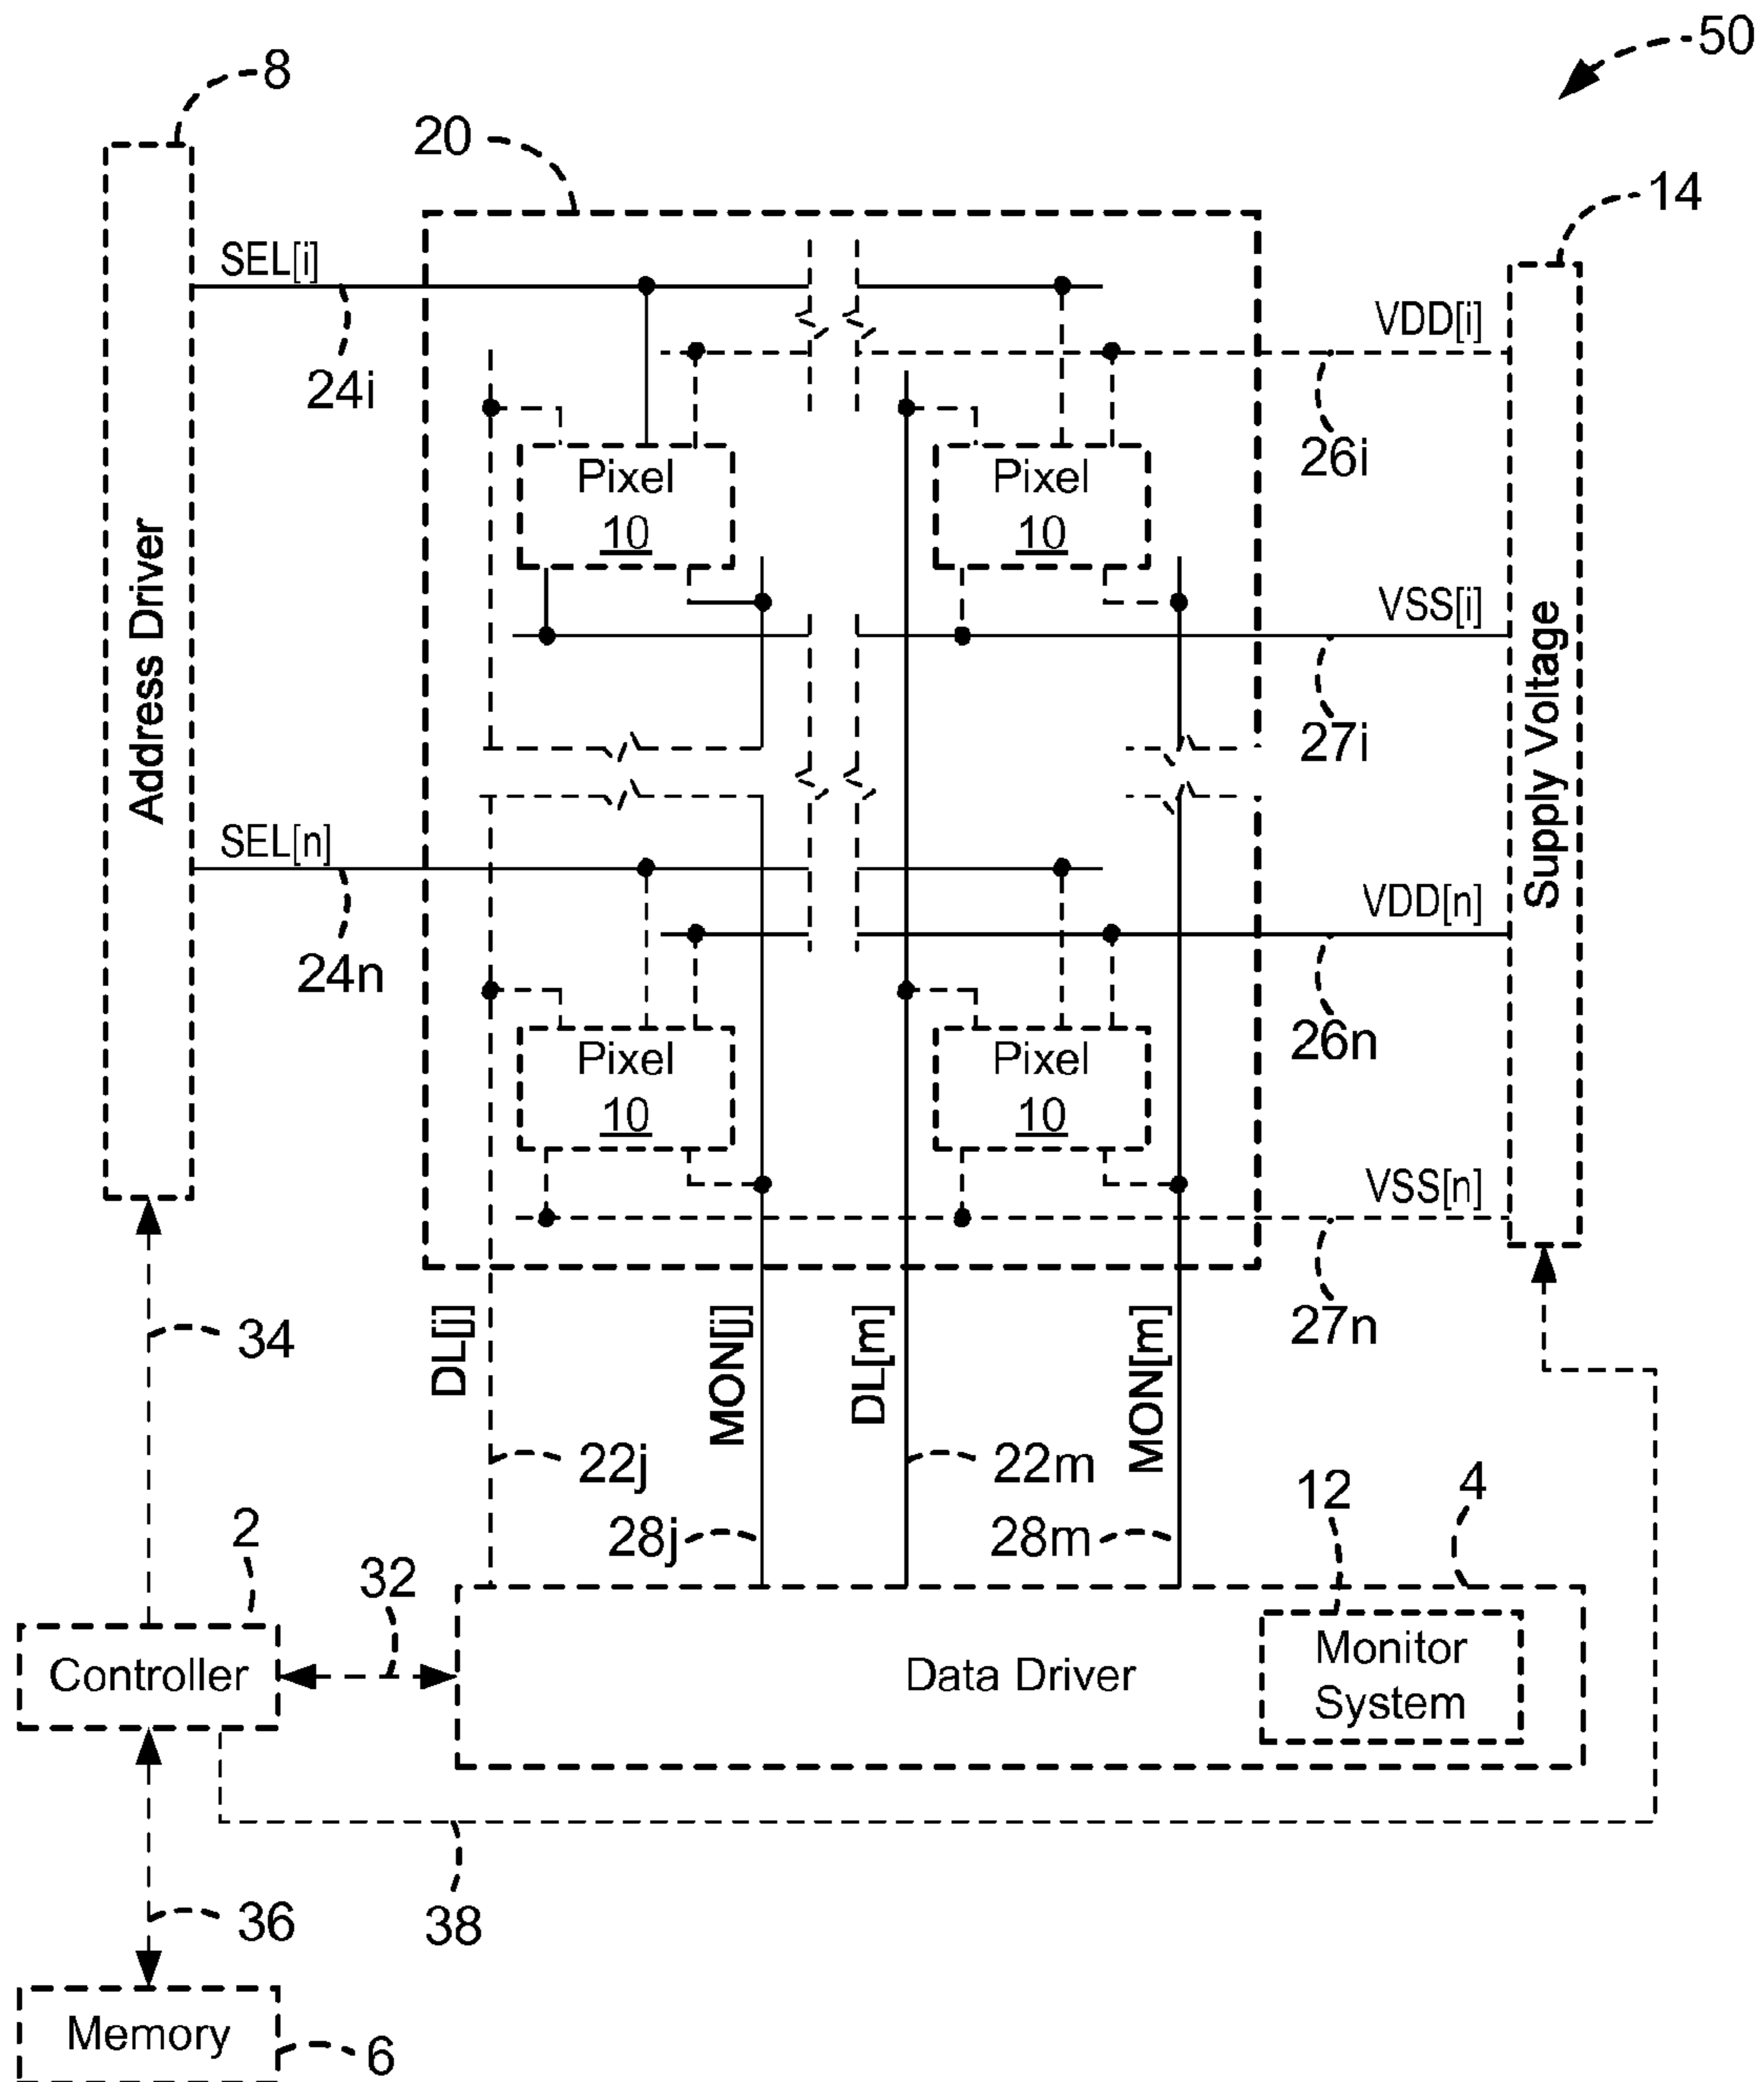 50
8
20
14
SEL[i]
VDD[i]
24i
26i
Pixel
10
Pixel
10
VSS[i]
27i
Address Driver
Supply Voltage
SEL[n]
VDD[n]
24n
26n
Pixel
10
Pixel
10
VSS[n]
27n
34
DL[j]
MON[j]
DL[m]
MON[m]
22j
22m
12
4
2
28j
28m
32
Controller
Data Driver
Monitor
System
36
38
Memory
6